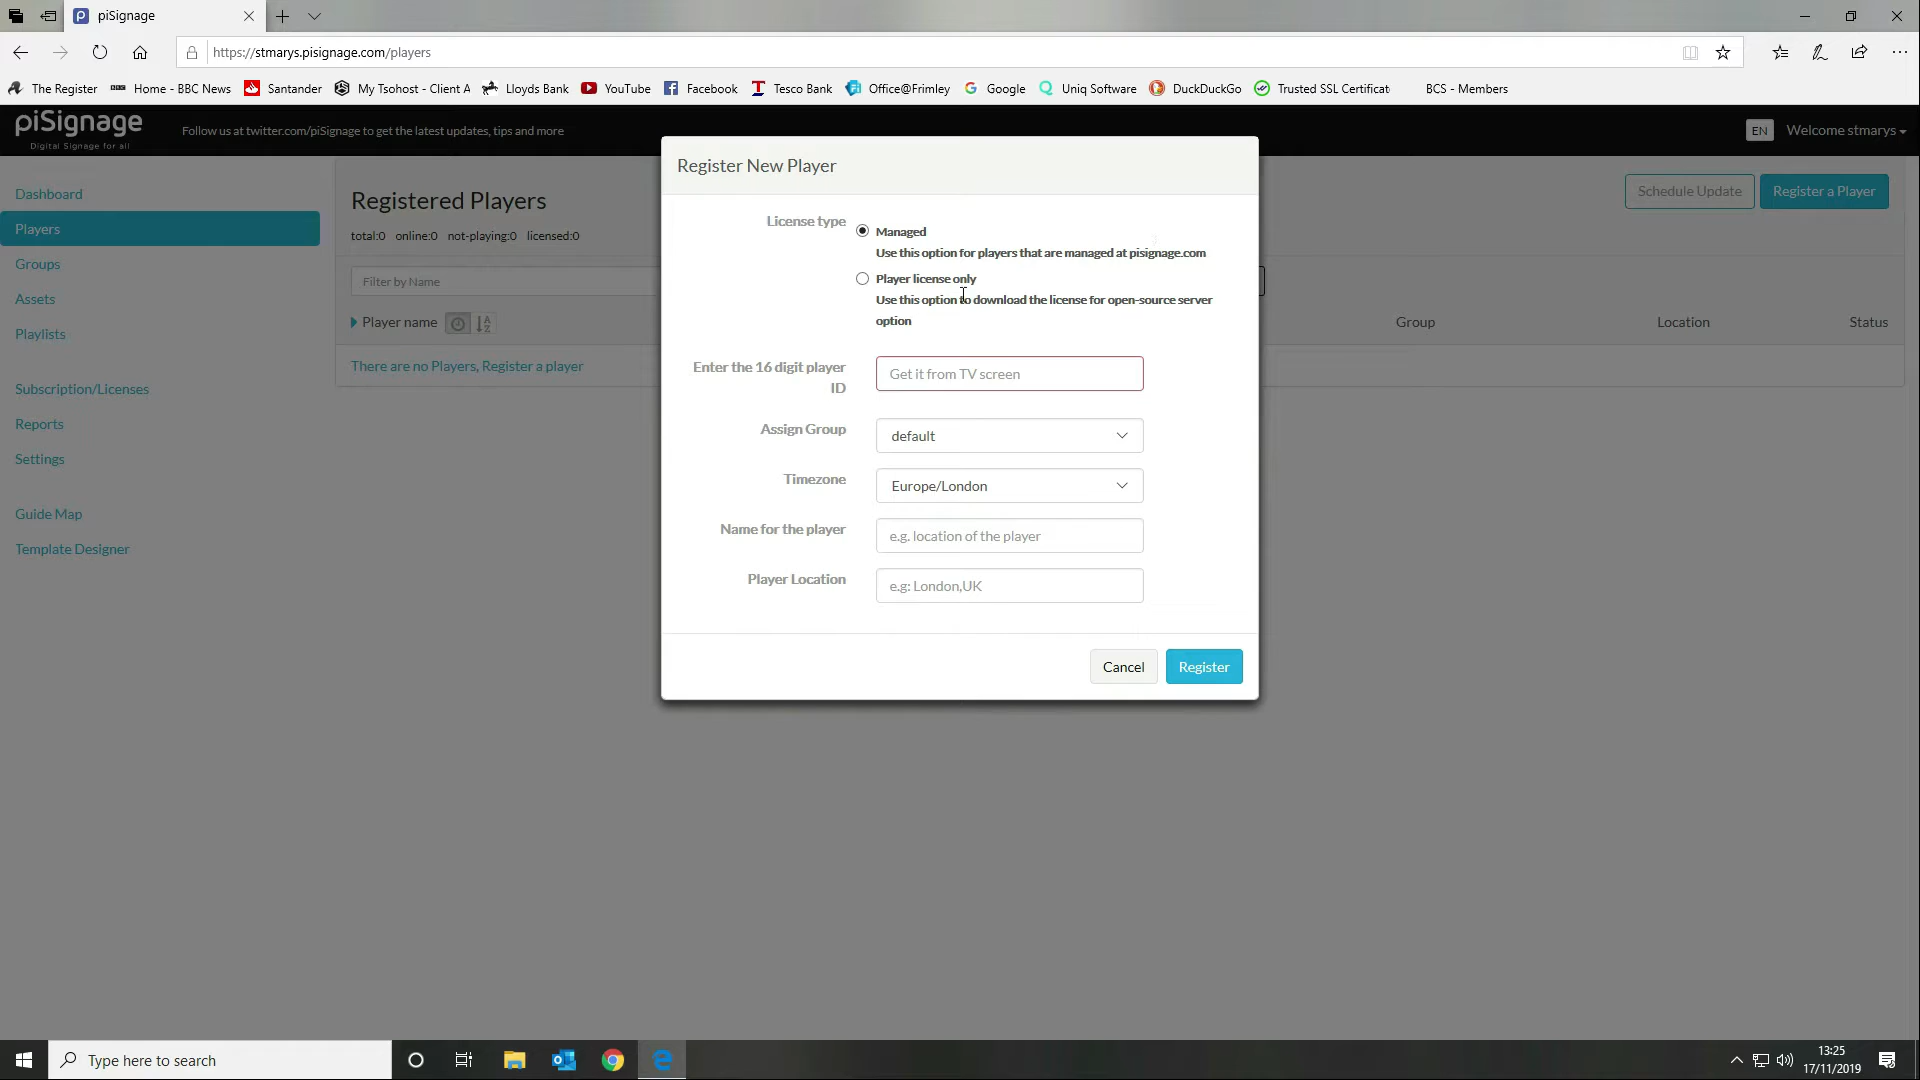 piSignage
https://stmarys.pisignage.com/players
The Register
Home - BBC News
Santander
My Tsohost - Client A
Lloyds Bank
YouTube
Facebook
Tesco Bank
Office@Frimley
Google
Uniq Software
DuckDuckGo
Trusted SSL Certificat
BCS - Members
piSignage
Digital Signage for all
Follow us at twitter.com/piSignage to get the latest updates, tips and more
EN
Welcome stmarys
Dashboard
Players
Groups
Assets
Playlists
Subscription/Licenses
Reports
Settings
Guide Map
Template Designer
Registered Players
total:0 online:0 not-playing:0 licensed:0
Schedule Update
Register a Player
Filter by Name
Player name
Group
Location
Status
There are no Players, Register a player
Register New Player
License type
Managed
Use this option for players that are managed at pisignage.com
Player license only
Use this option to download the license for open-source server
option
Enter the 16 digit player
ID
Get it from TV screen
Assign Group
default
Timezone
Europe/London
Name for the player
e.g. location of the player
Player Location
e.g: London,UK
Cancel
Register
Type here to search
13:25
17/11/2019